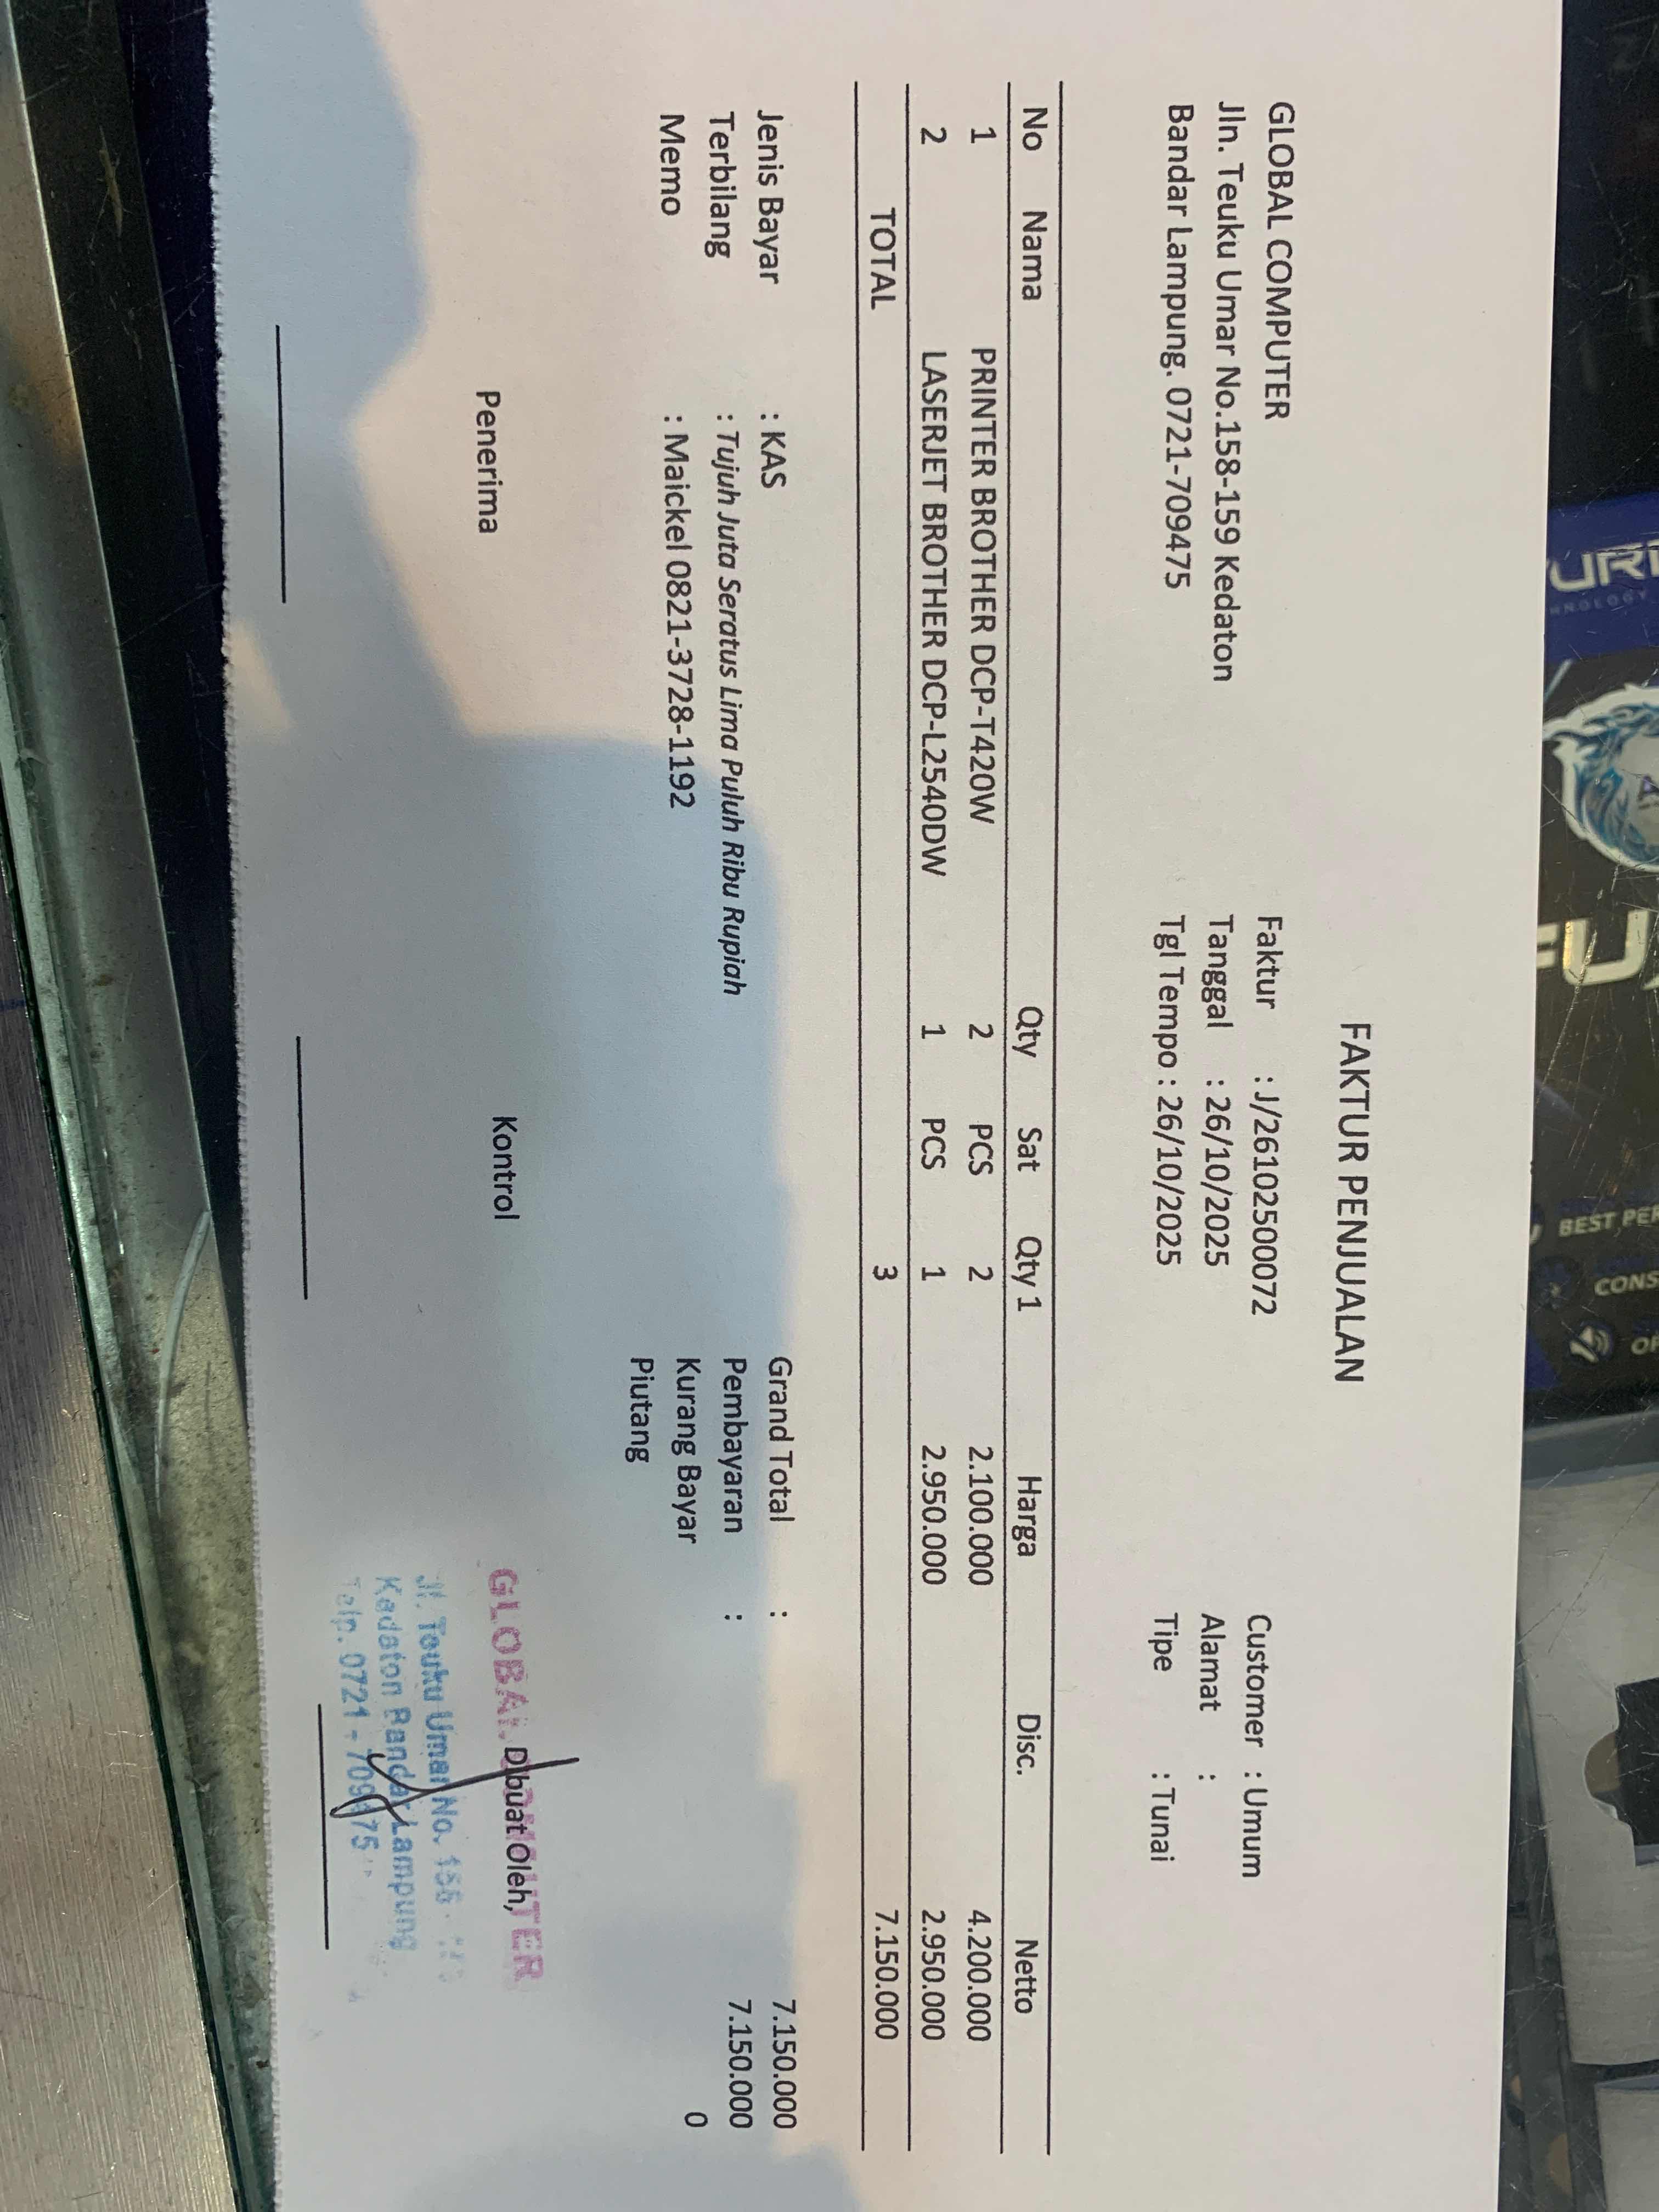 FAKTUR PENJUALAN
GLOBAL COMPUTER
Jln. Teuku Umar No.158-159 Kedaton
Bandar Lampung. 0721-709475
Faktur : J/26102500072
Tanggal : 26/10/2025
Tgl Tempo : 26/10/2025
Customer : Umum
Alamat :
Tipe : Tunai
No Nama Qty Sat Qty 1 Harga Disc. Netto
1 PRINTER BROTHER DCP-T420W 2 PCS 2 2.100.000 4.200.000
2 LASERJET BROTHER DCP-L2540DW 1 PCS 1 2.950.000 2.950.000
TOTAL 3 7.150.000
Jenis Bayar : KAS
Terbilang : Tujuh Juta Seratus Lima Puluh Ribu Rupiah
Memo : Maickel 0821-3728-1192
Grand Total : 7.150.000
Pembayaran : 7.150.000
Kurang Bayar 0
Piutang
Penerima
Kontrol
Dibuat Oleh,
GLOBAL COMPUTER
Jl. Teuku Umar No. 158
Kedaton Bandar Lampung
Telp. 0721 - 709475
BEST